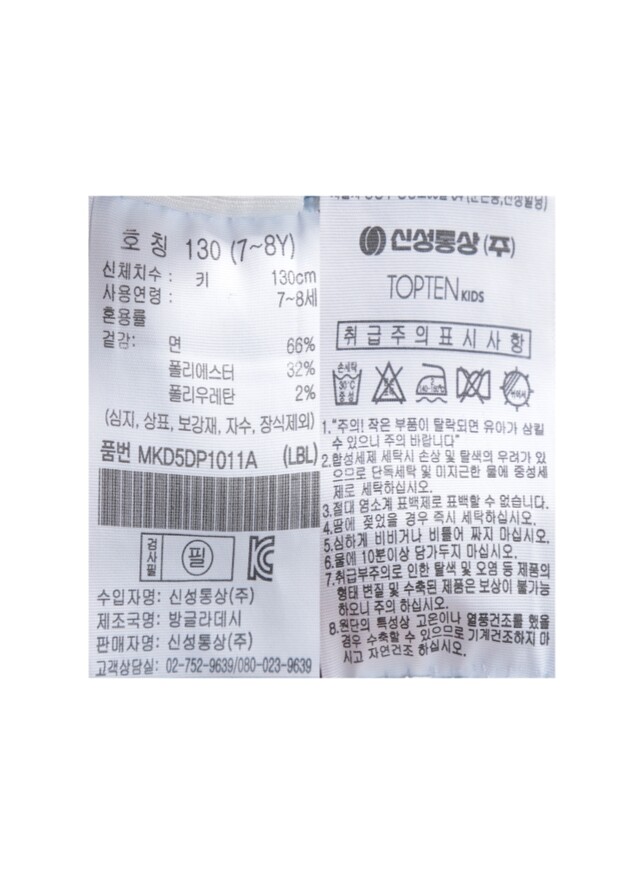 호 칭 130 (7~8Y)
신체치수 : 키 130cm
사용연령 : 7~8세
혼용률
겉감: 면 66%
폴리에스터 32%
폴리우레탄 2%
(심지, 상표, 보강재, 자수, 장식제외)
품번 MKD5DP1011A (LBL)
검사필 필
수입자명: 신성통상(주)
제조국명: 방글라데시
판매자명: 신성통상(주)
고객상담실: 02-752-9639/080-023-9639
신성통상(주)
TOPTEN KIDS
취급주의표시사항
손세탁
30℃
중성
1."주의! 작은 부품이 탈락되면 유아가 삼킬
수 있으니 주의 바랍니다"
2.합성세제 세탁시 손상 및 탈색의 우려가 있
으므로 단독세탁 및 미지근한 물에 중성세
제로 세탁하십시오.
3.절대 염소계 표백제로 표백할 수 없습니다.
4.땀에 젖었을 경우 즉시 세탁하십시오.
5.심하게 비비거나 비틀어 짜지 마십시오.
6.물에 10분이상 담가두지 마십시오.
7.취급부주의로 인한 탈색 및 오염 등 제품의
형태 변질 및 수축된 제품은 보상이 불가능
하오니 주의 하십시오.
8.원단의 특성상 고온이나 열풍건조를 했을
경우 수축할 수 있으므로 기계건조하지 마
시고 자연건조 하십시오.